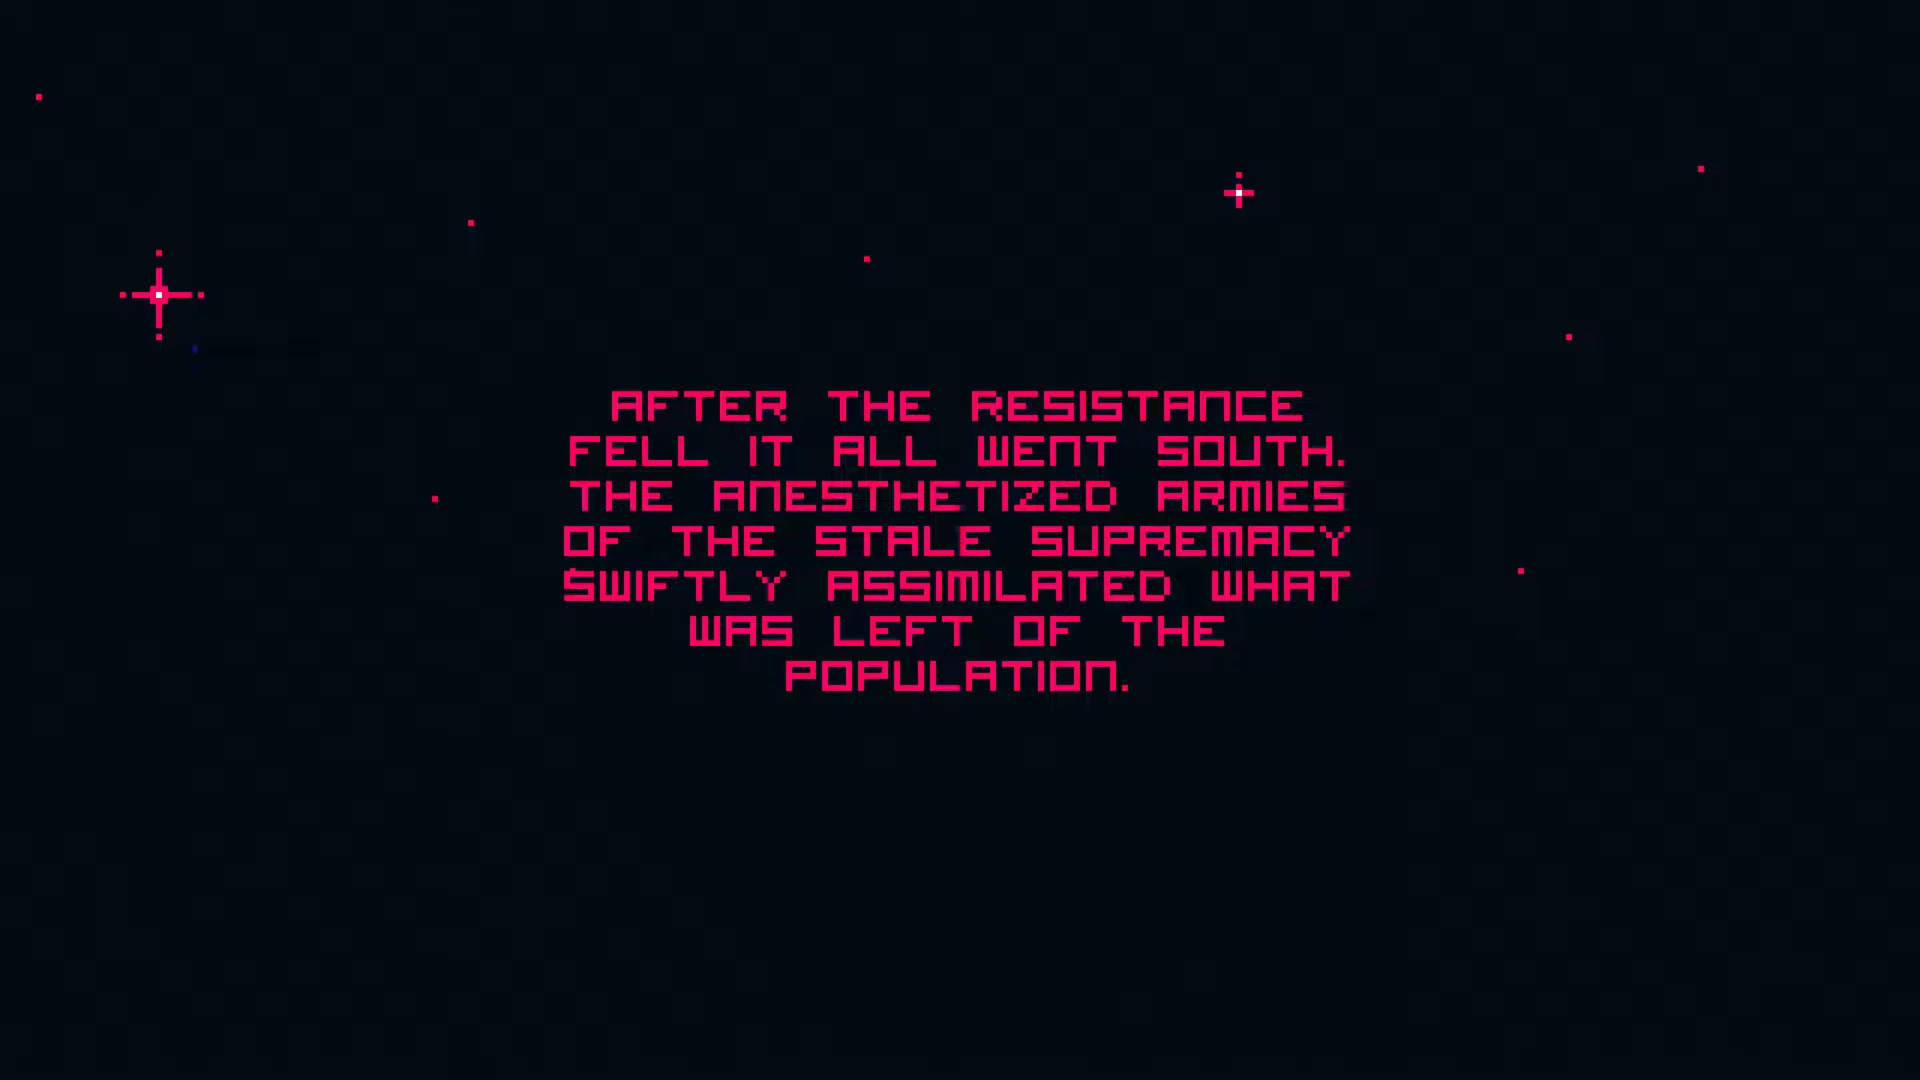 AFTER THE RESISTANCE
FELL IT ALL WENT SOUTH.
THE ANESTHETIZED ARMIES
OF THE STALE SUPREMACY
SWIFTLY ASSIMILATED WHAT
WAS LEFT OF THE
POPULATION.